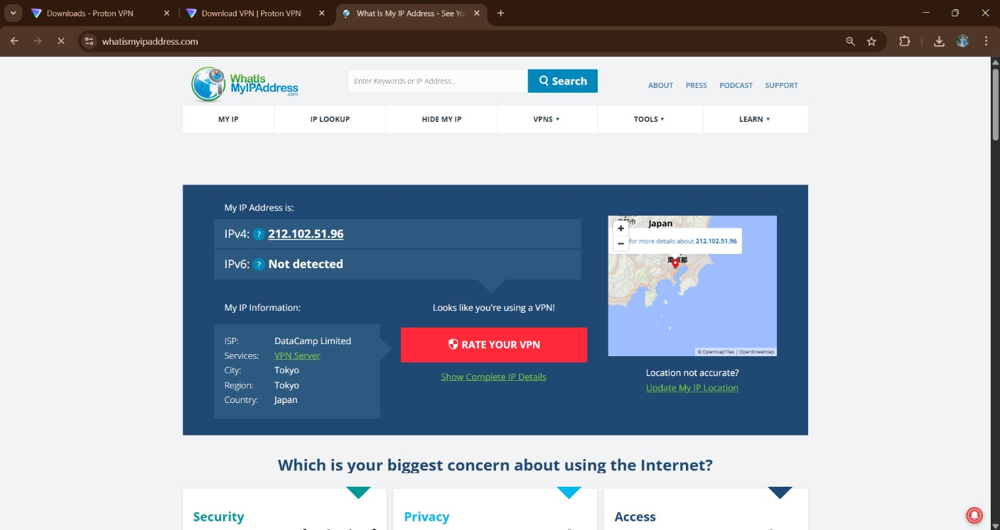 Downloads - Proton VPN
Download VPN | Proton VPN
What Is My IP Address - See Yo
whatismyipaddress.com
WhatIs
MyIPAddress
.com
Enter Keywords or IP Address...
Search
ABOUT
PRESS
PODCAST
SUPPORT
MY IP
IP LOOKUP
HIDE MY IP
VPNS
TOOLS
LEARN
My IP Address is:
IPv4: ? 212.102.51.96
IPv6: ? Not detected
My IP Information:
ISP: DataCamp Limited
Services: VPN Server
City: Tokyo
Region: Tokyo
Country: Japan
Looks like you're using a VPN!
RATE YOUR VPN
Show Complete IP Details
Japan
+
for more details about 212.102.51.96
−
東京都
© OpenMapTiles | OpenStreetMap
Location not accurate?
Update My IP Location
Which is your biggest concern about using the Internet?
Security
Privacy
Access